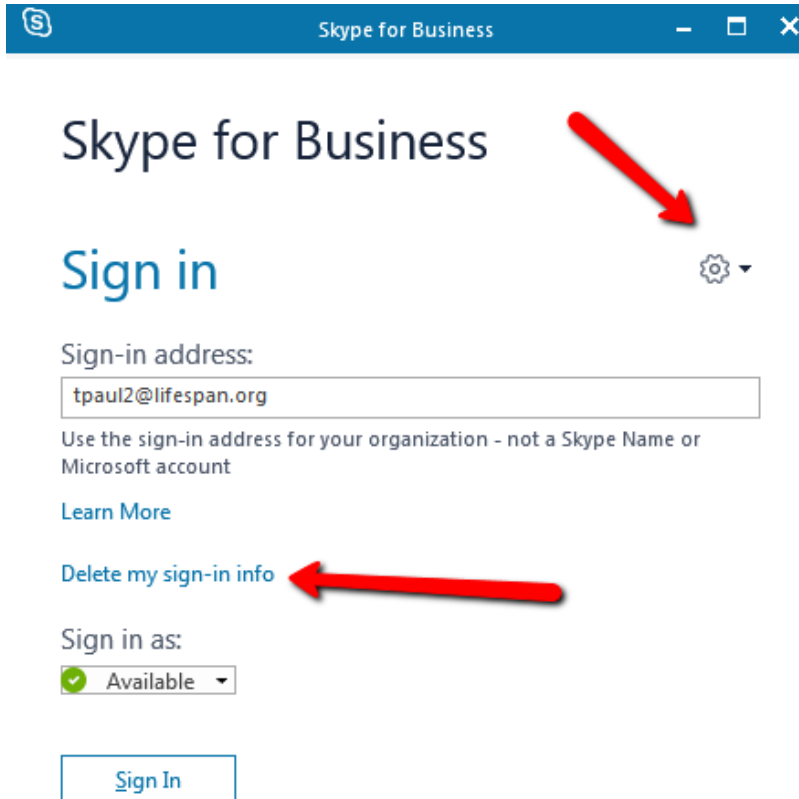 Skype for Business
Skype for Business
Sign in
Sign-in address:
tpaul2@lifespan.org
Use the sign-in address for your organization - not a Skype Name or
Microsoft account
Learn More
Delete my sign-in info
Sign in as:
Available
Sign In